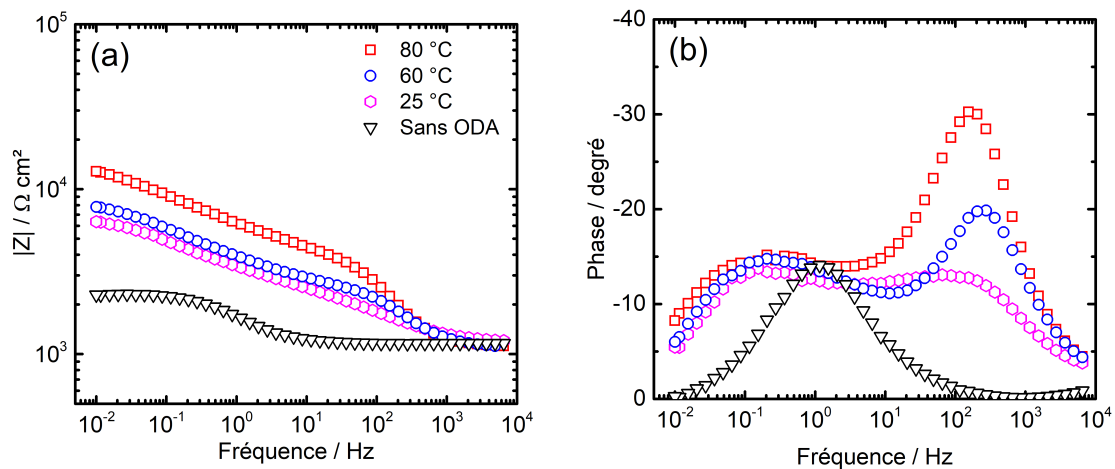 (a)
80 °C
60 °C
25 °C
Sans ODA
|Z| / Ω cm²
10⁵
10⁴
10³
10⁻² 10⁻¹ 10⁰ 10¹ 10² 10³ 10⁴
Fréquence / Hz
(b)
Phase / degré
-40
-30
-20
-10
0
10⁻² 10⁻¹ 10⁰ 10¹ 10² 10³ 10⁴
Fréquence / Hz